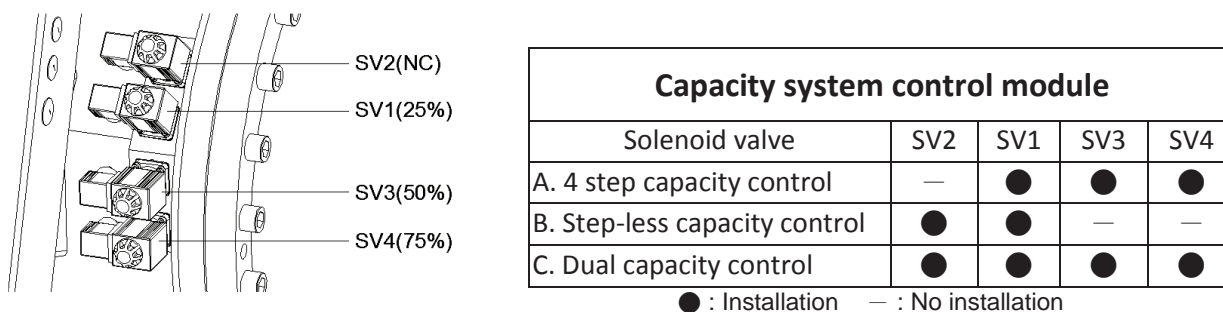 SV2(NC)
SV1(25%)
SV3(50%)
SV4(75%)
Capacity system control module
Solenoid valve SV2 SV1 SV3 SV4
A. 4 step capacity control — ● ● ●
B. Step-less capacity control ● ● — —
C. Dual capacity control ● ● ● ●
● : Installation — : No installation